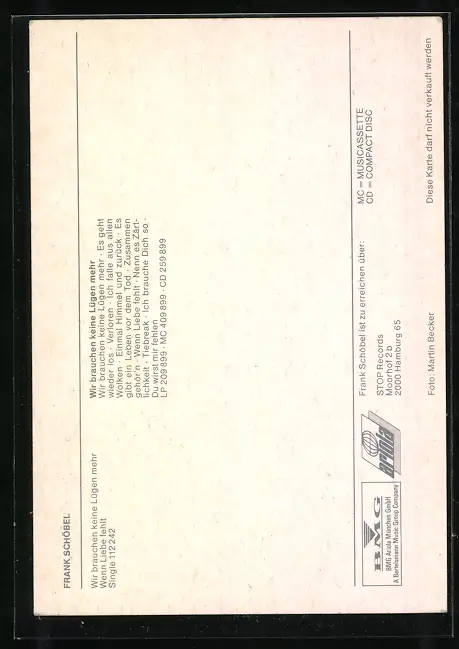 FRANK SCHÖBEL
Wir brauchen keine Lügen mehr
Wenn Liebe fehlt
Single 112 242
Wir brauchen keine Lügen mehr
Wir brauchen keine Lügen mehr · Es geht
wieder los · Verloren · Ich falle aus allen
Wolken · Einmal Himmel und zurück · Es
gibt ein Leben vor dem Tod · Zusammen
gehör'n · Wenn Liebe fehlt · Nenn es Zärt-
lichkeit · Tiebreak · Ich brauche Dich so ·
Du wirst mir fehlen
LP 209 899 · MC 409 899 · CD 259 899
BMG
BMG Ariola München GmbH
A Bertelsmann Music Group Company
ariola
Frank Schöbel ist zu erreichen über:
STOP Records
Moorhof 2 b
2000 Hamburg 65
MC = MUSICASSETTE
CD = COMPACT DISC
Foto: Martin Becker
Diese Karte darf nicht verkauft werden